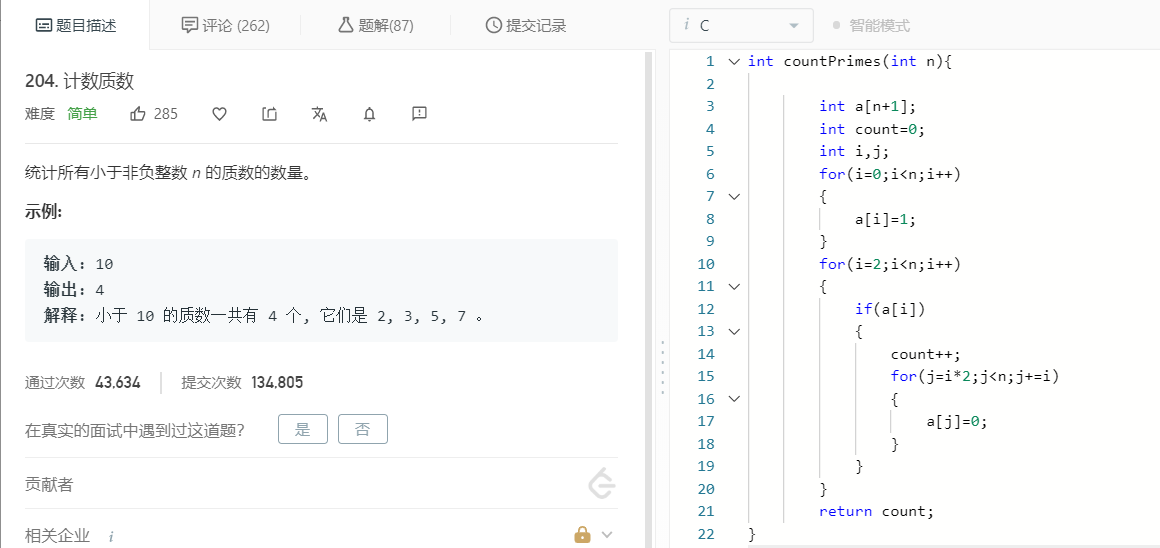 题目描述
评论 (262)
题解(87)
提交记录
i C
智能模式
204. 计数质数
难度 简单 285
统计所有小于非负整数 n 的质数的数量。
示例:
输入: 10
输出: 4
解释: 小于 10 的质数一共有 4 个, 它们是 2, 3, 5, 7 。
通过次数 43,634 提交次数 134,805
在真实的面试中遇到过这道题? 是 否
贡献者
相关企业 i
1 int countPrimes(int n){
2
3 int a[n+1];
4 int count=0;
5 int i,j;
6 for(i=0;i<n;i++)
7 {
8 a[i]=1;
9 }
10 for(i=2;i<n;i++)
11 {
12 if(a[i])
13 {
14 count++;
15 for(j=i*2;j<n;j+=i)
16 {
17 a[j]=0;
18 }
19 }
20 }
21 return count;
22 }